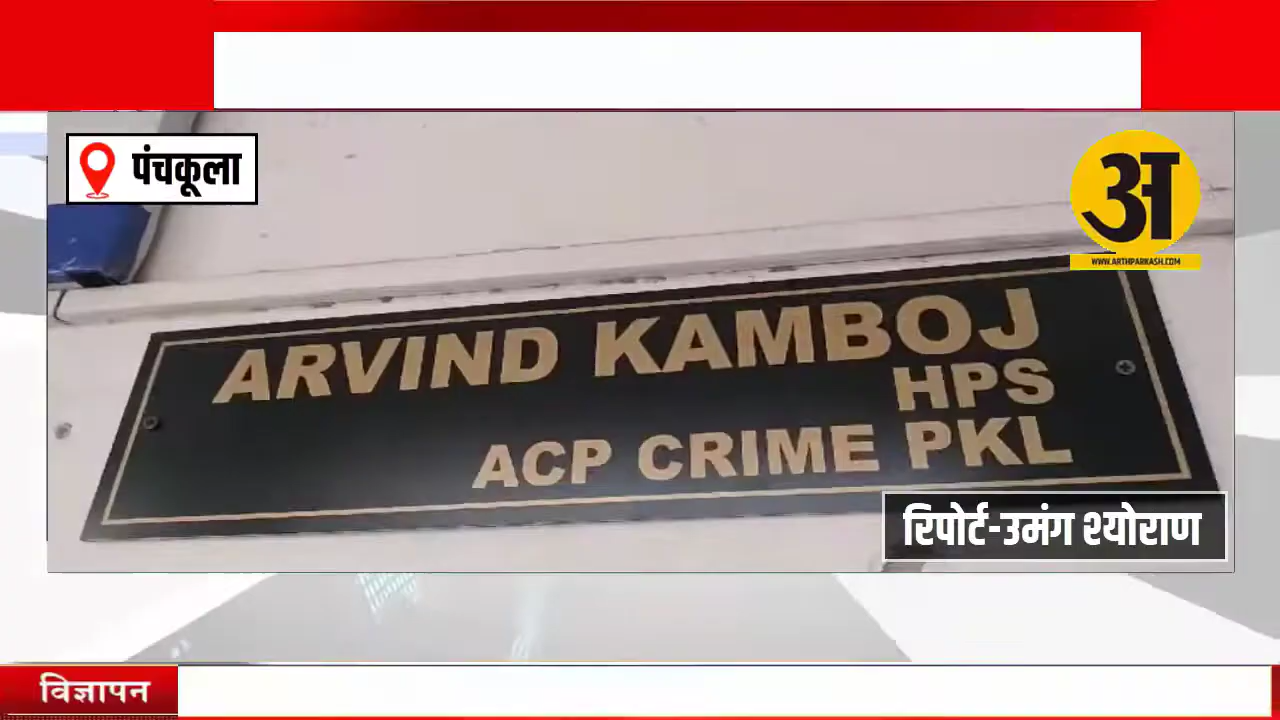 पंचकूला
अ
WWW.ARTHPARKASH.COM
ARVIND KAMBOJ
HPS
ACP CRIME PKL
रिपोर्ट-उमंग श्योराण
विज्ञापन